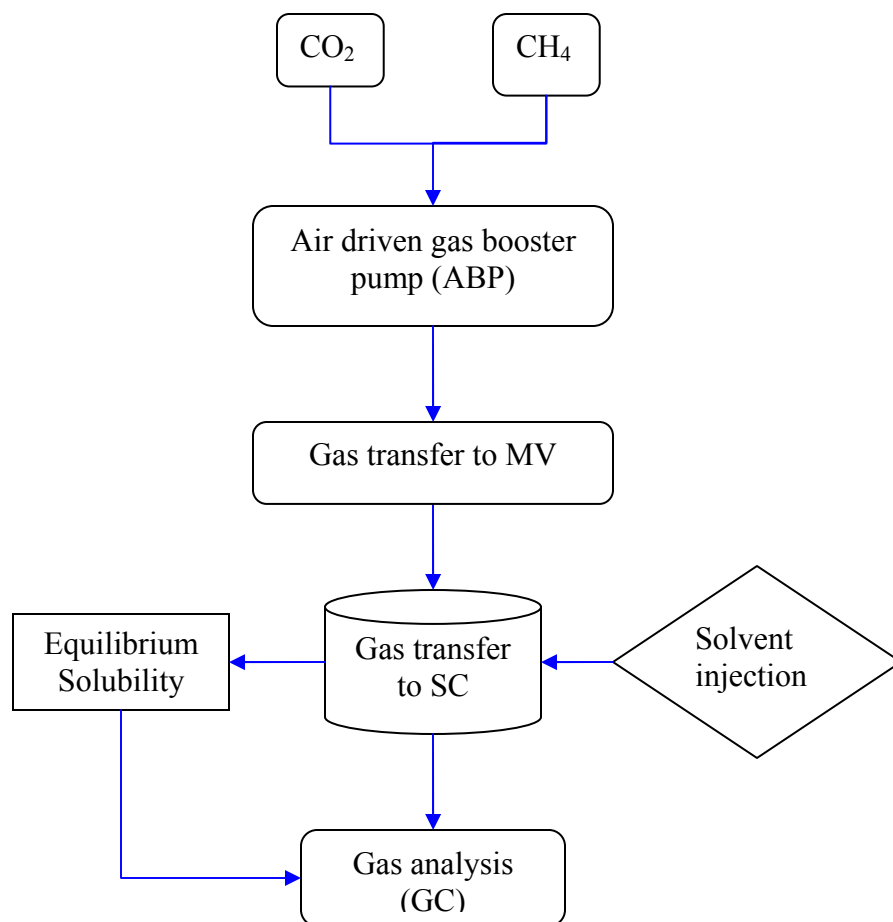 CO₂
CH₄
Air driven gas booster
pump (ABP)
Gas transfer to MV
Gas transfer
to SC
Equilibrium
Solubility
Solvent
injection
Gas analysis
(GC)